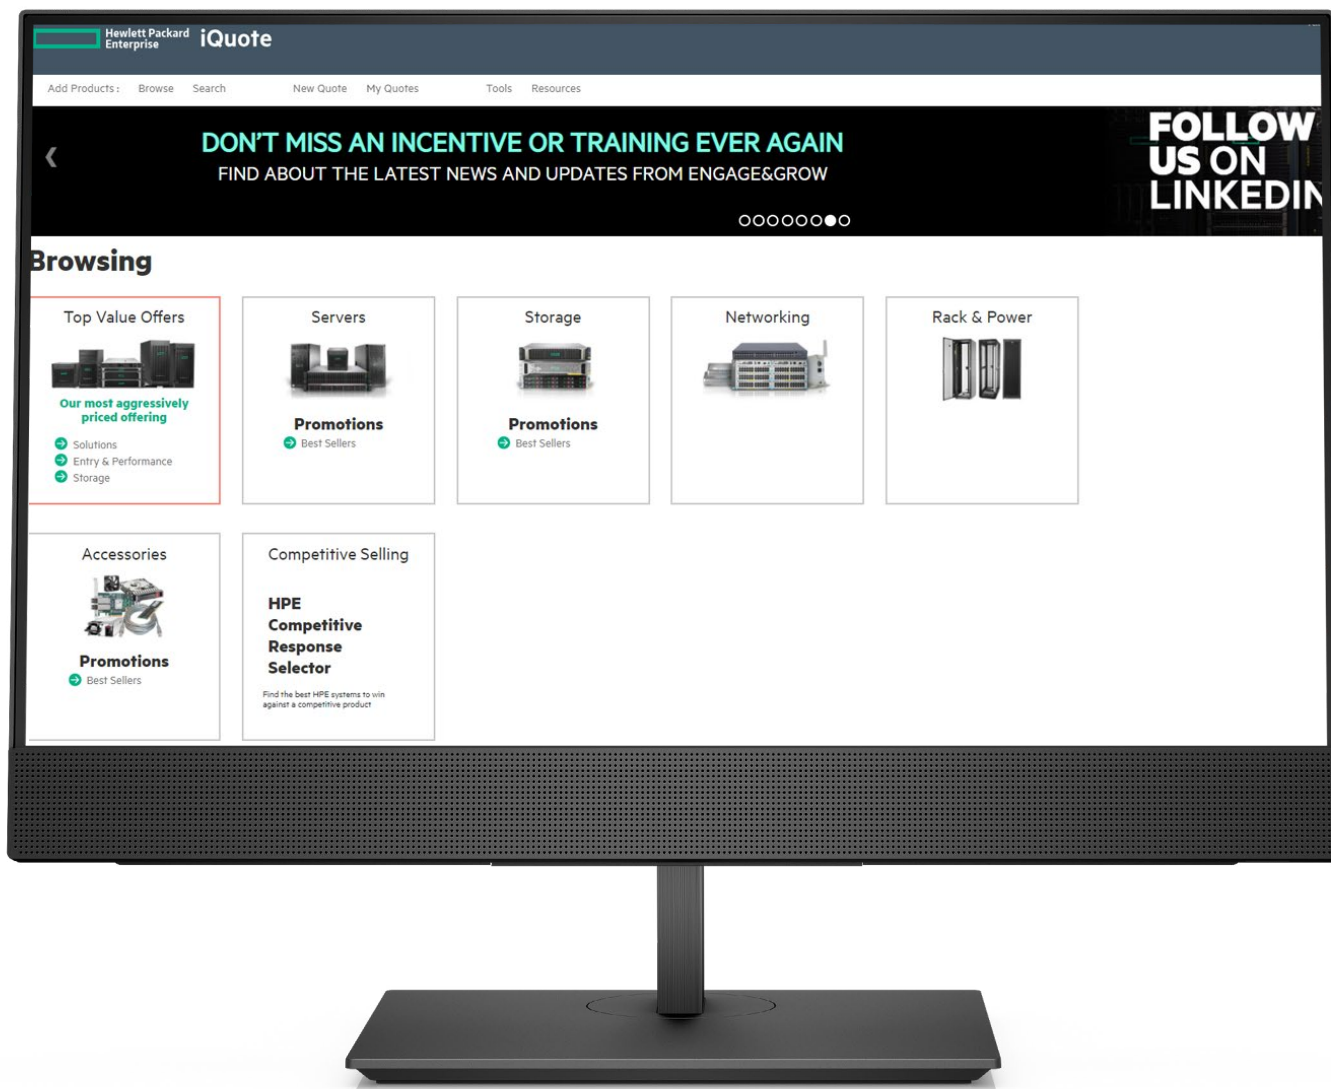 Hewlett Packard
Enterprise
iQuote
Add Products : Browse Search New Quote My Quotes Tools Resources
DON'T MISS AN INCENTIVE OR TRAINING EVER AGAIN
FIND ABOUT THE LATEST NEWS AND UPDATES FROM ENGAGE&GROW
FOLLOW
US ON
LINKEDIN
Browsing
Top Value Offers
Our most aggressively
priced offering
Solutions
Entry & Performance
Storage
Servers
Promotions
Best Sellers
Storage
Promotions
Best Sellers
Networking
Rack & Power
Accessories
Promotions
Best Sellers
Competitive Selling
HPE
Competitive
Response
Selector
Find the best HPE systems to win
against a competitive product